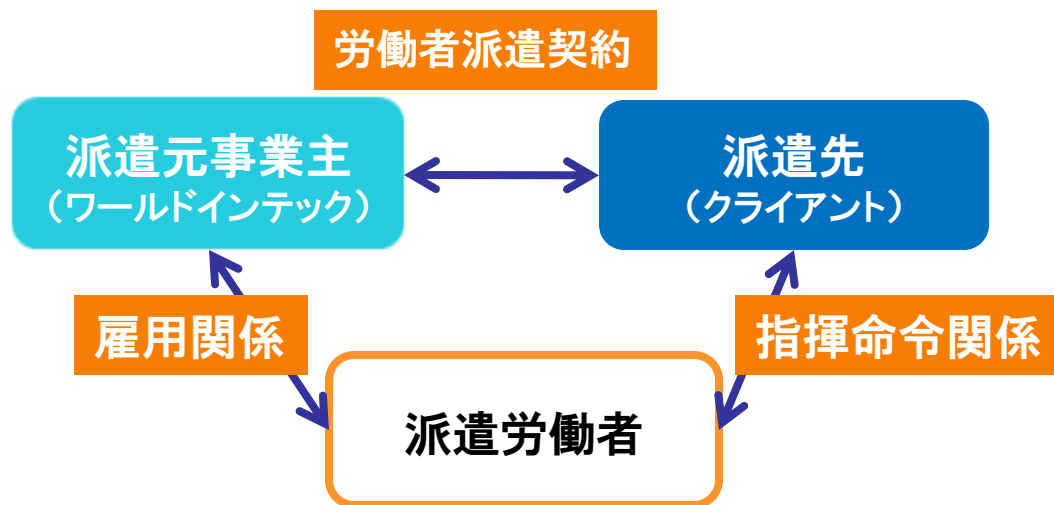 労働者派遣契約
派遣元事業主
（ワールドインテック）
派遣先
（クライアント）
雇用関係
指揮命令関係
派遣労働者